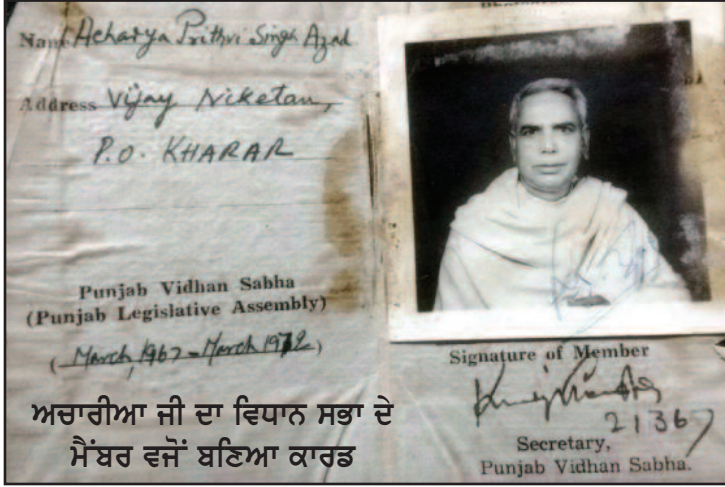 Name Acharya Prithvi Singh Azad
Address Vijay Niketan,
P.O. KHARAR
Punjab Vidhan Sabha
(Punjab Legislative Assembly)
(March, 1967 - March 1972)
ਅਚਾਰੀਆ ਜੀ ਦਾ ਵਿਧਾਨ ਸਭਾ ਦੇ
ਮੈਂਬਰ ਵਜੋਂ ਬਣਿਆ ਕਾਰਡ
Signature of Member
21367
Secretary,
Punjab Vidhan Sabha.